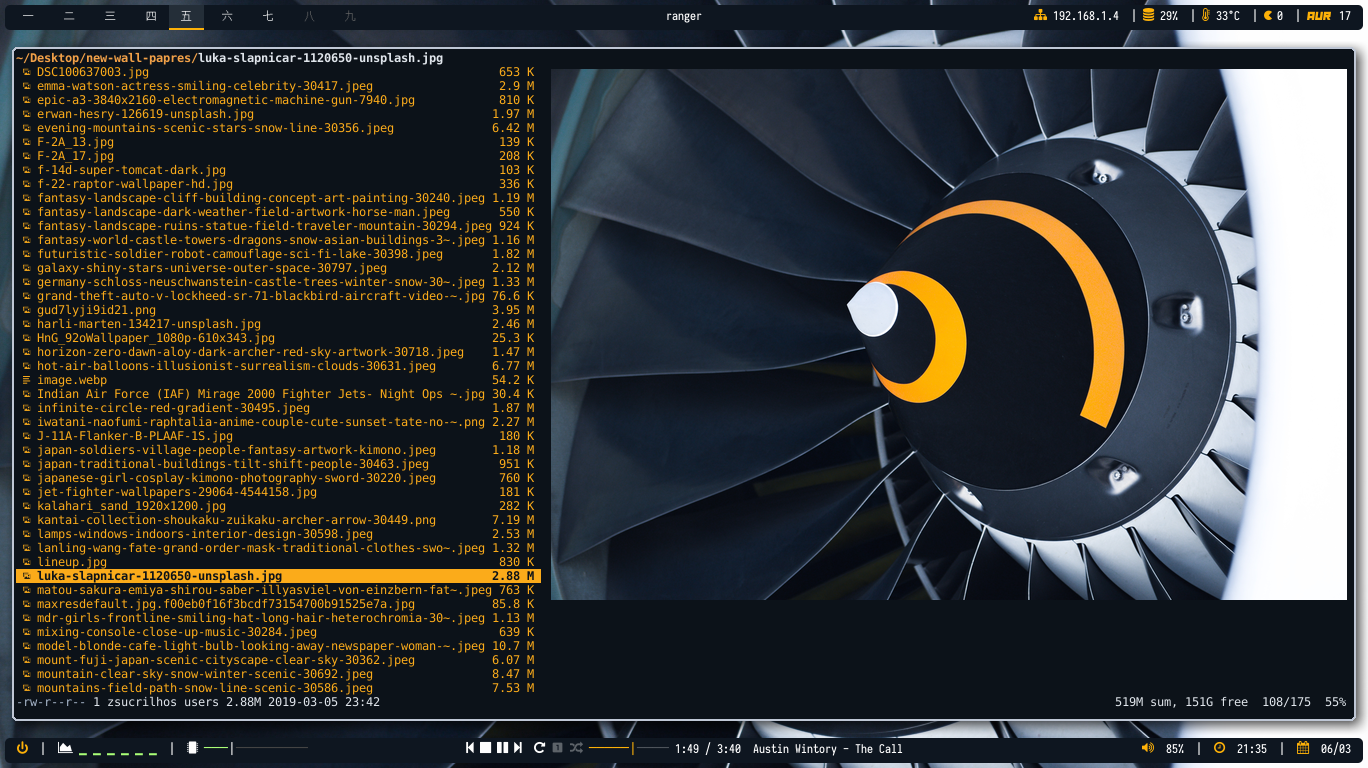 一 二 三 四 五 六 七 八 九
ranger
192.168.1.4 | 29% | 33°C | 0 | AUR 17
~/Desktop/new-wall-papres/luka-slapnicar-1120650-unsplash.jpg
DSC100637003.jpg 653 K
emma-watson-actress-smiling-celebrity-30417.jpeg 2.9 M
epic-a3-3840x2160-electromagnetic-machine-gun-7940.jpg 810 K
erwan-hesry-126619-unsplash.jpg 1.97 M
evening-mountains-scenic-stars-snow-line-30356.jpeg 6.42 M
F-2A_13.jpg 139 K
F-2A_17.jpg 208 K
f-14d-super-tomcat-dark.jpg 103 K
f-22-raptor-wallpaper-hd.jpg 336 K
fantasy-landscape-cliff-building-concept-art-painting-30240.jpeg 1.19 M
fantasy-landscape-dark-weather-field-artwork-horse-man.jpeg 550 K
fantasy-landscape-ruins-statue-field-traveler-mountain-30294.jpeg 924 K
fantasy-world-castle-towers-dragons-snow-asian-buildings-3~.jpeg 1.16 M
futuristic-soldier-robot-camouflage-sci-fi-lake-30398.jpeg 1.82 M
galaxy-shiny-stars-universe-outer-space-30797.jpeg 2.12 M
germany-schloss-neuschwanstein-castle-trees-winter-snow-30~.jpeg 1.33 M
grand-theft-auto-v-lockheed-sr-71-blackbird-aircraft-video-~.jpg 76.6 K
gud7lyji9id21.png 3.95 M
harli-marten-134217-unsplash.jpg 2.46 M
HnG_92oWallpaper_1080p-610x343.jpg 25.3 K
horizon-zero-dawn-aloy-dark-archer-red-sky-artwork-30718.jpeg 1.47 M
hot-air-balloons-illusionist-surrealism-clouds-30631.jpeg 6.77 M
image.webp 54.2 K
Indian Air Force (IAF) Mirage 2000 Fighter Jets- Night Ops ~.jpg 30.4 K
infinite-circle-red-gradient-30495.jpeg 1.87 M
iwatani-naofumi-raphtalia-anime-couple-cute-sunset-tate-no-~.png 2.27 M
J-11A-Flanker-B-PLAAF-1S.jpg 180 K
japan-soldiers-village-people-fantasy-artwork-kimono.jpeg 1.18 M
japan-traditional-buildings-tilt-shift-people-30463.jpeg 951 K
japanese-girl-cosplay-kimono-photography-sword-30220.jpeg 760 K
jet-fighter-wallpapers-29064-4544158.jpg 181 K
kalahari_sand_1920x1200.jpg 282 K
kantai-collection-shoukaku-zuikaku-archer-arrow-30449.png 7.19 M
lamps-windows-indoors-interior-design-30598.jpeg 2.53 M
lanling-wang-fate-grand-order-mask-traditional-clothes-swo~.jpeg 1.32 M
lineup.jpg 830 K
luka-slapnicar-1120650-unsplash.jpg 2.88 M
matou-sakura-emiya-shirou-saber-illyasviel-von-einzbern-fat~.jpeg 763 K
maxresdefault.jpg.f00eb0f16f3bcdf73154700b91525e7a.jpg 85.8 K
mdr-girls-frontline-smiling-hat-long-hair-heterochromia-30~.jpeg 1.13 M
mixing-console-close-up-music-30284.jpeg 639 K
model-blonde-cafe-light-bulb-looking-away-newspaper-woman-~.jpeg 10.7 M
mount-fuji-japan-scenic-cityscape-clear-sky-30362.jpeg 6.07 M
mountain-clear-sky-snow-winter-scenic-30692.jpeg 8.47 M
mountains-field-path-snow-line-scenic-30586.jpeg 7.53 M
-rw-r--r-- 1 zsucrilhos users 2.88M 2019-03-05 23:42 519M sum, 151G free 108/175 55%
1:49 / 3:40 Austin Wintory - The Call 85% | 21:35 | 06/03